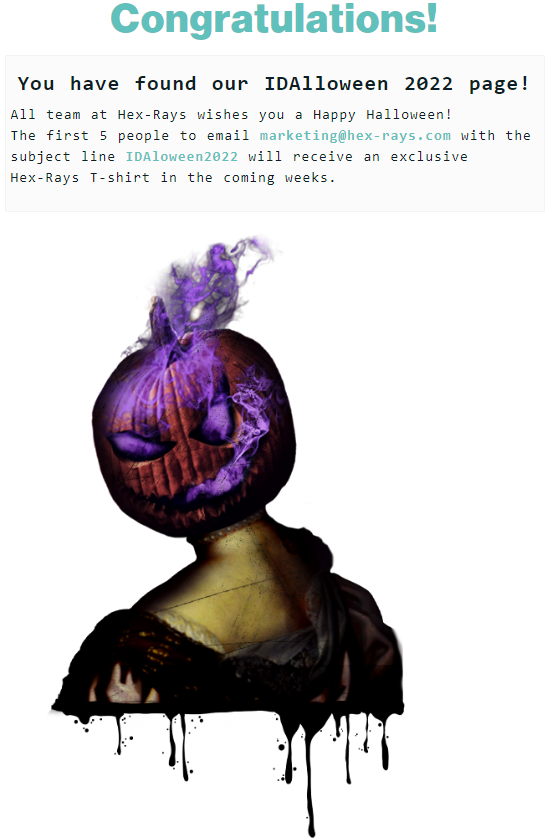 Congratulations!
You have found our IDAlloween 2022 page!
All team at Hex-Rays wishes you a Happy Halloween!
The first 5 people to email marketing@hex-rays.com with the
subject line IDAloween2022 will receive an exclusive
Hex-Rays T-shirt in the coming weeks.